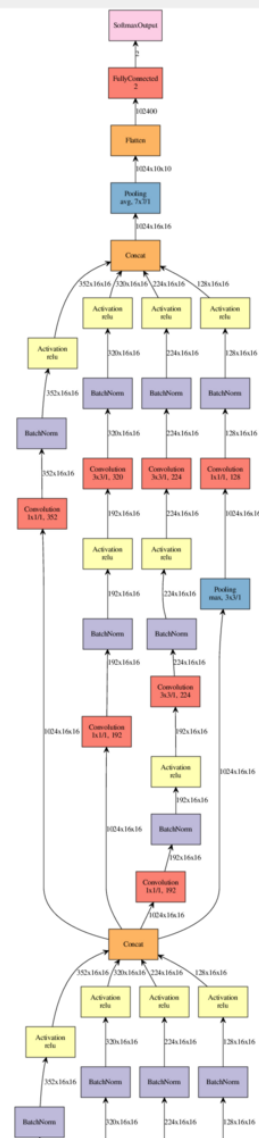 SoftmaxOutput
2
FullyConnected
2
102400
Flatten
1024x10x10
Pooling
avg, 7x7/1
1024x16x16
Concat
352x16x16
320x16x16
224x16x16
128x16x16
Activation
relu
Activation
relu
Activation
relu
Activation
relu
320x16x16
224x16x16
128x16x16
352x16x16
BatchNorm
BatchNorm
BatchNorm
BatchNorm
320x16x16
224x16x16
128x16x16
352x16x16
Convolution
3x3/1, 320
Convolution
3x3/1, 224
Convolution
1x1/1, 128
Convolution
1x1/1, 352
192x16x16
224x16x16
1024x16x16
Activation
relu
Activation
relu
Pooling
max, 3x3/1
192x16x16
224x16x16
BatchNorm
BatchNorm
192x16x16
224x16x16
Convolution
3x3/1, 224
Convolution
1x1/1, 192
1024x16x16
192x16x16
Activation
relu
1024x16x16
192x16x16
1024x16x16
BatchNorm
192x16x16
Convolution
1x1/1, 192
1024x16x16
Concat
352x16x16
320x16x16
224x16x16
128x16x16
Activation
relu
Activation
relu
Activation
relu
Activation
relu
320x16x16
224x16x16
128x16x16
352x16x16
BatchNorm
BatchNorm
BatchNorm
BatchNorm
320x16x16
224x16x16
128x16x16